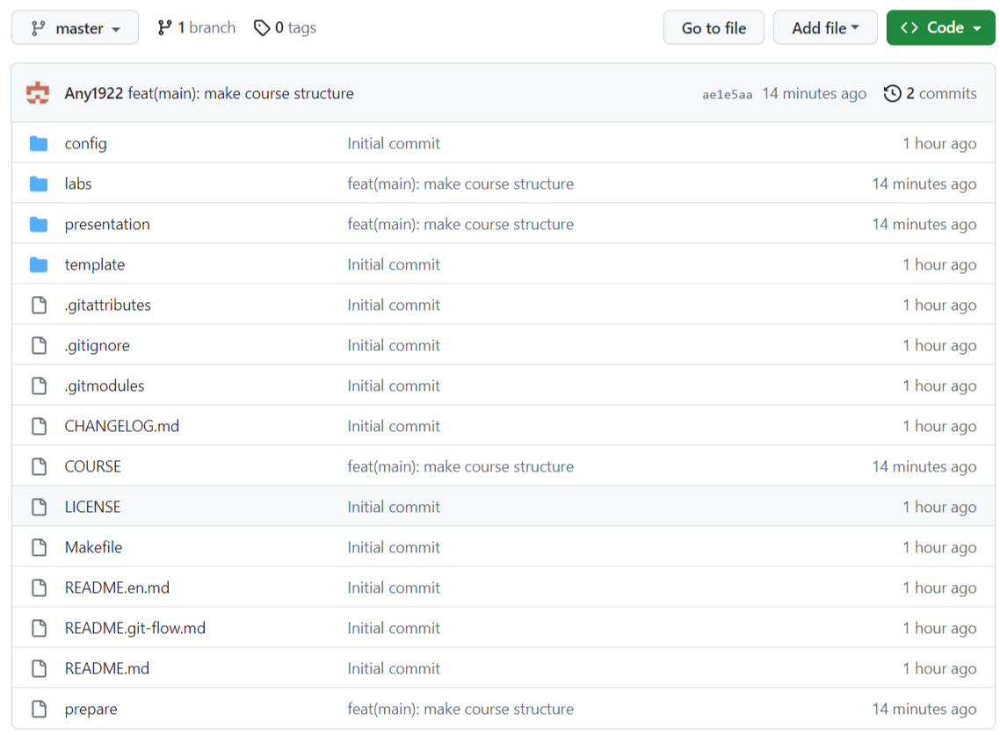 master 1 branch 0 tags Go to file Add file <> Code
Any1922 feat(main): make course structure ae1e5aa 14 minutes ago 2 commits
config Initial commit 1 hour ago
labs feat(main): make course structure 14 minutes ago
presentation feat(main): make course structure 14 minutes ago
template Initial commit 1 hour ago
.gitattributes Initial commit 1 hour ago
.gitignore Initial commit 1 hour ago
.gitmodules Initial commit 1 hour ago
CHANGELOG.md Initial commit 1 hour ago
COURSE feat(main): make course structure 14 minutes ago
LICENSE Initial commit 1 hour ago
Makefile Initial commit 1 hour ago
README.en.md Initial commit 1 hour ago
README.git-flow.md Initial commit 1 hour ago
README.md Initial commit 1 hour ago
prepare feat(main): make course structure 14 minutes ago